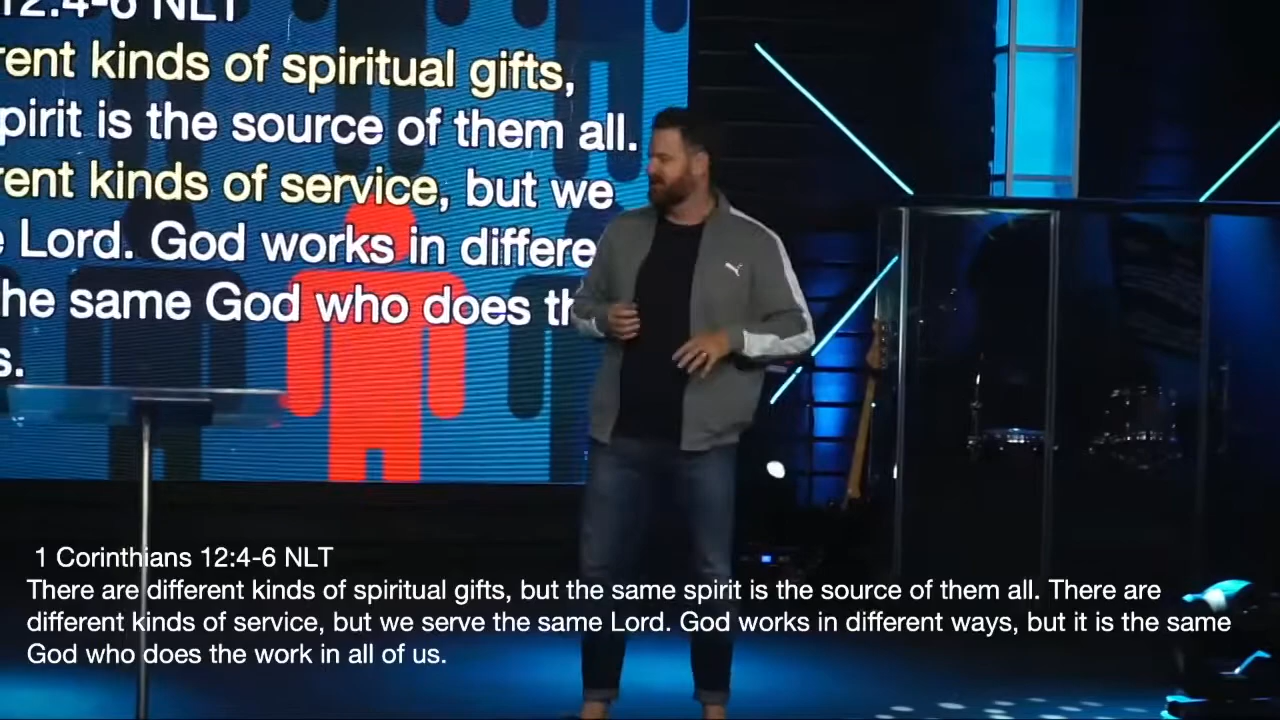 12:4-6 NLT
rent kinds of spiritual gifts,
pirit is the source of them all.
rent kinds of service, but we
e Lord. God works in differe
he same God who does th
s.
1 Corinthians 12:4-6 NLT
There are different kinds of spiritual gifts, but the same spirit is the source of them all. There are
different kinds of service, but we serve the same Lord. God works in different ways, but it is the same
God who does the work in all of us.